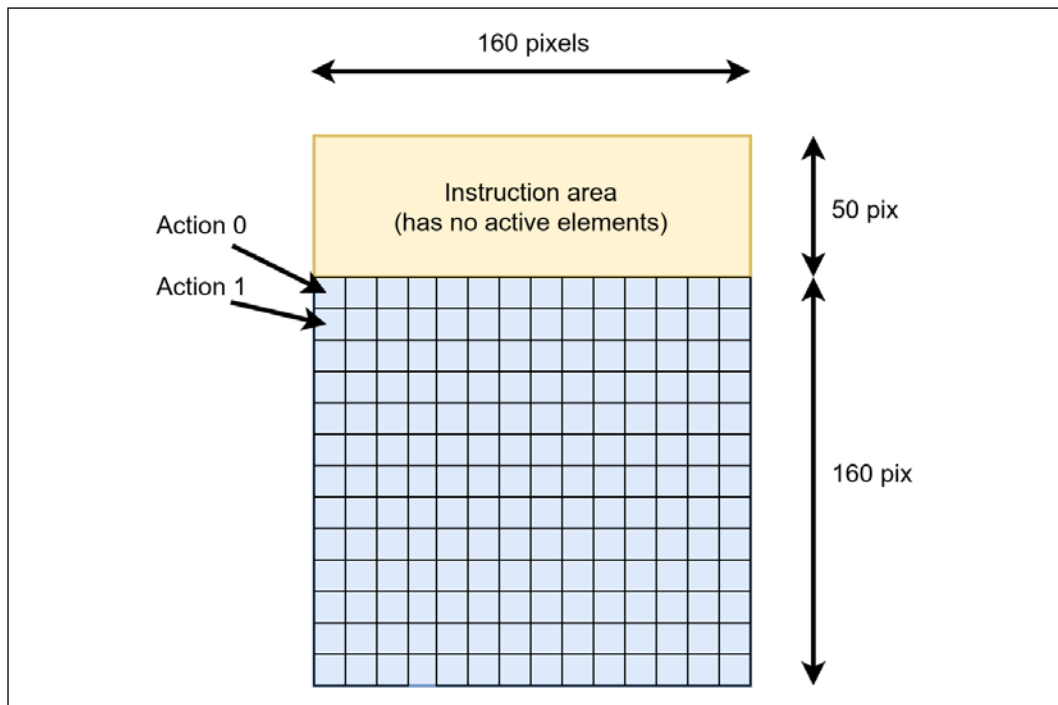 160 pixels
Instruction area
(has no active elements)
50 pix
Action 0
Action 1
160 pix